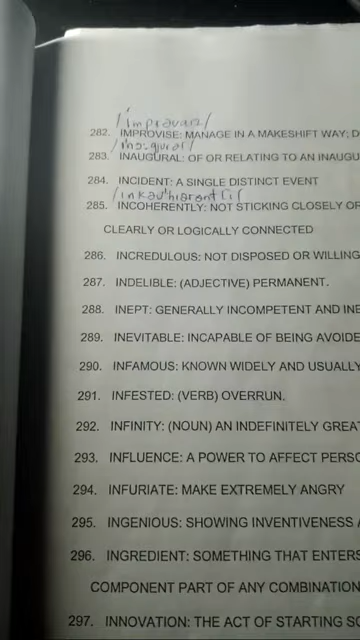 282. IMPROVISE: MANAGE IN A MAKESHIFT WAY; D
283. INAUGURAL: OF OR RELATING TO AN INAUGU
284. INCIDENT: A SINGLE DISTINCT EVENT
285. INCOHERENTLY: NOT STICKING CLOSELY OR
CLEARLY OR LOGICALLY CONNECTED
286. INCREDULOUS: NOT DISPOSED OR WILLING
287. INDELIBLE: (ADJECTIVE) PERMANENT.
288. INEPT: GENERALLY INCOMPETENT AND INE
289. INEVITABLE: INCAPABLE OF BEING AVOIDE
290. INFAMOUS: KNOWN WIDELY AND USUALLY
291. INFESTED: (VERB) OVERRUN.
292. INFINITY: (NOUN) AN INDEFINITELY GREA
293. INFLUENCE: A POWER TO AFFECT PERSO
294. INFURIATE: MAKE EXTREMELY ANGRY
295. INGENIOUS: SHOWING INVENTIVENESS A
296. INGREDIENT: SOMETHING THAT ENTERS
COMPONENT PART OF ANY COMBINATION
297. INNOVATION: THE ACT OF STARTING SO